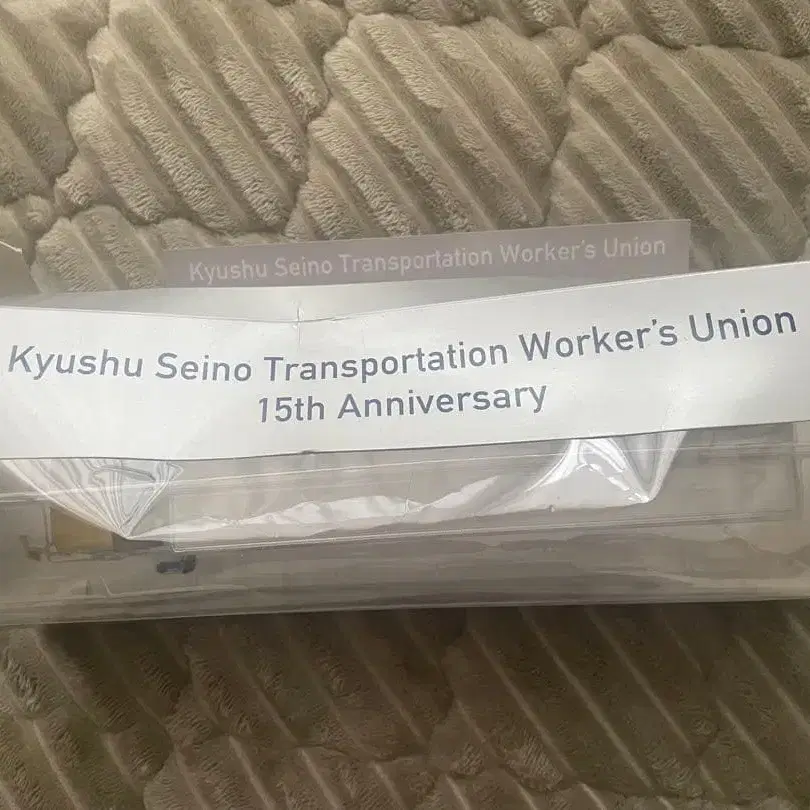 Kyushu Seino Transportation Worker's Union
Kyushu Seino Transportation Worker's Union
15th Anniversary